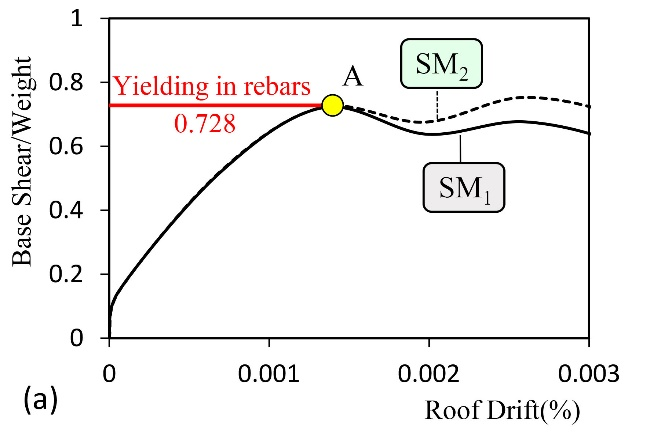 1
0.8
0.6
0.4
0.2
0
Base Shear/Weight
Yielding in rebars
0.728
A
SM₂
SM₁
0 0.001 0.002 0.003
(a)
Roof Drift(%)